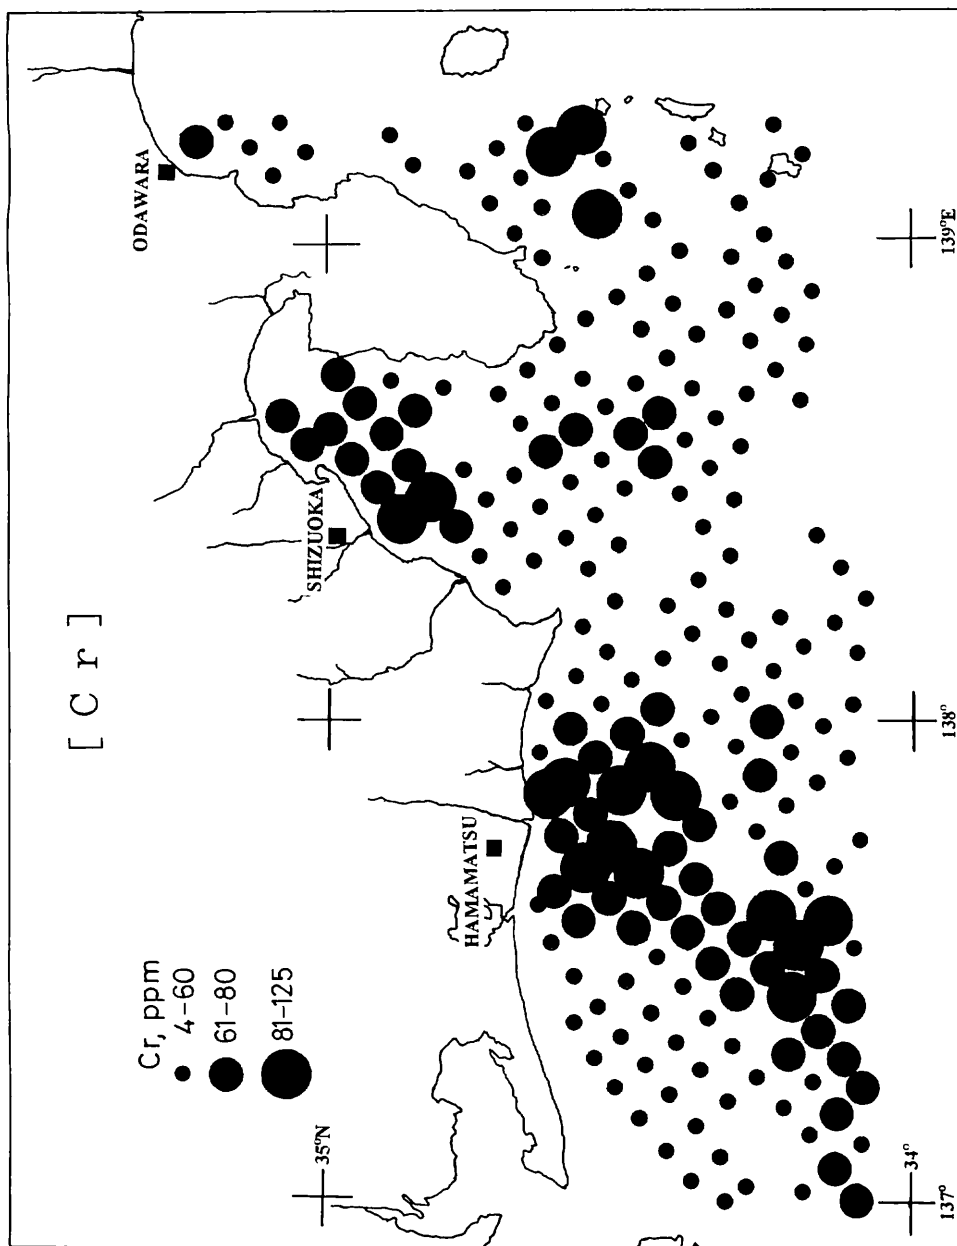 [ C r ]
Cr, ppm
4-60
61-80
81-125
ODAWARA
SHIZUOKA
HAMAMATSU
35°N
34°
137°
138°
139°E